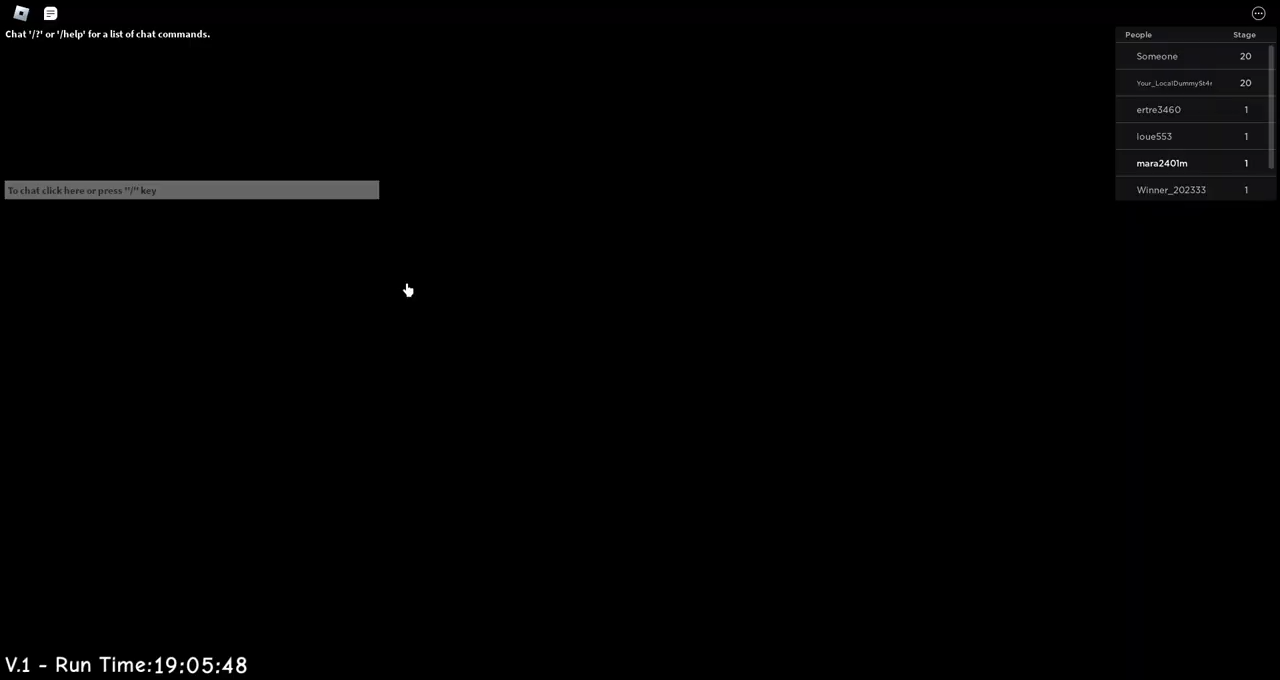 Chat '/?' or '/help' for a list of chat commands.
To chat click here or press "/" key
People Stage
Someone 20
Your_LocalDummySt4r 20
ertre3460 1
loue553 1
mara2401m 1
Winner_202333 1
V.1 - Run Time:19:05:48